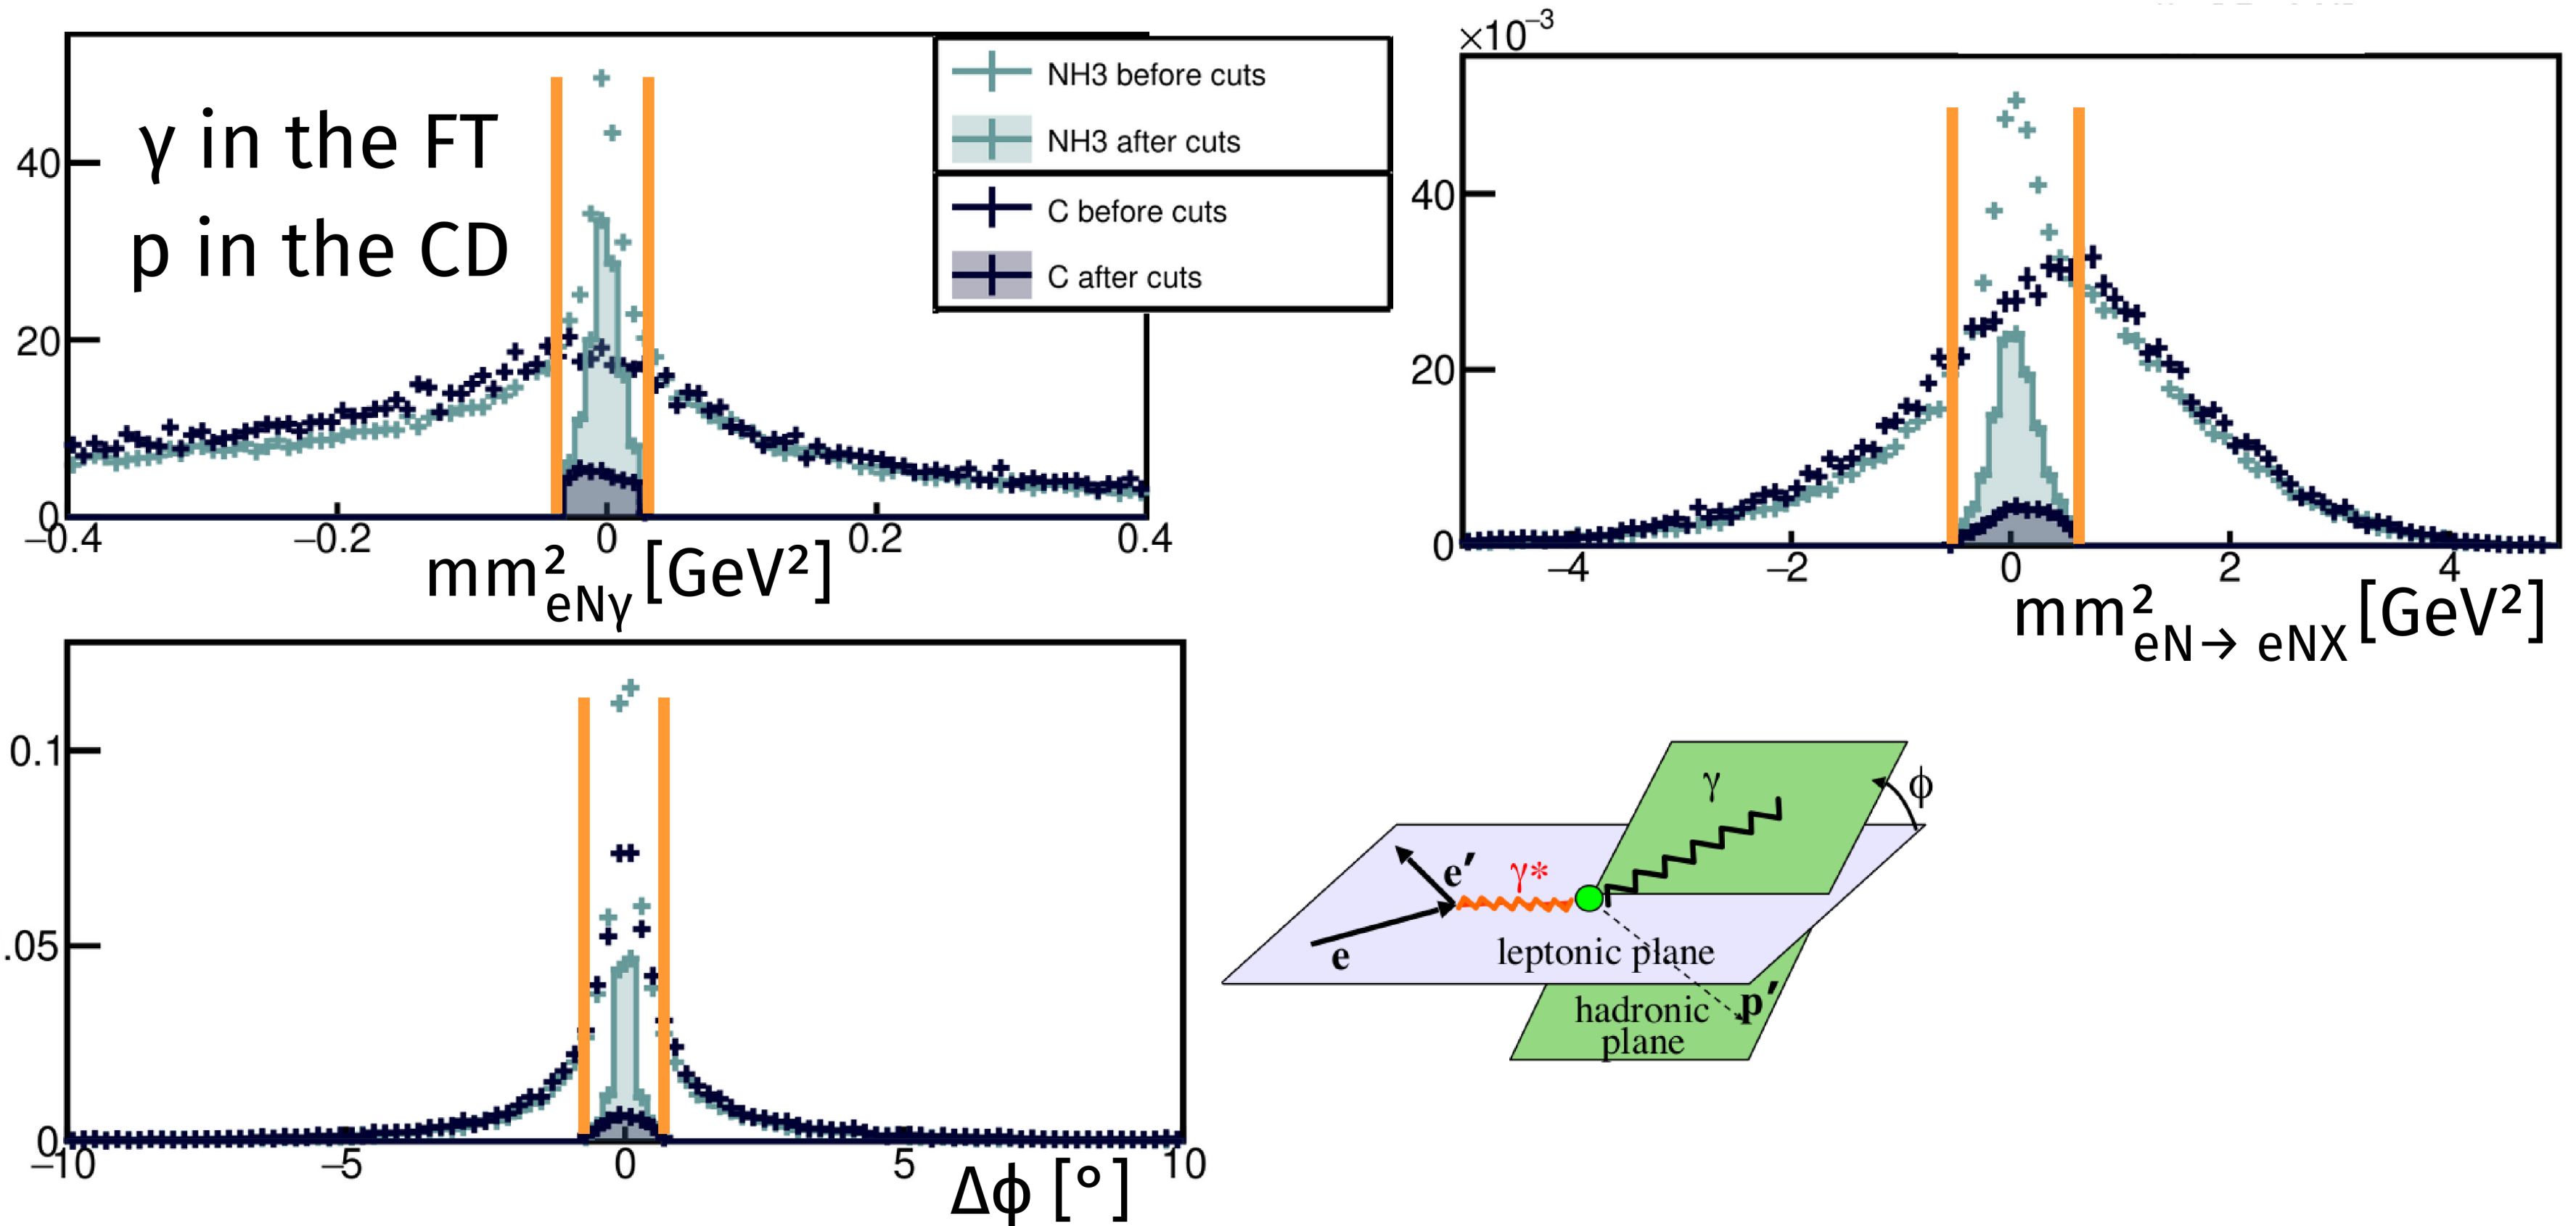 γ in the FT
p in the CD
40
20
0
−0.4
−0.2
0
0.2
0.4
mm²eNγ [GeV²]
NH3 before cuts
NH3 after cuts
C before cuts
C after cuts
×10⁻³
40
20
0
−4
−2
0
2
4
mm²eN→ eNX [GeV²]
0.1
.05
0
−10
−5
0
5
10
Δϕ [°]
γ
ϕ
e′
γ*
e
leptonic plane
p′
hadronic
plane